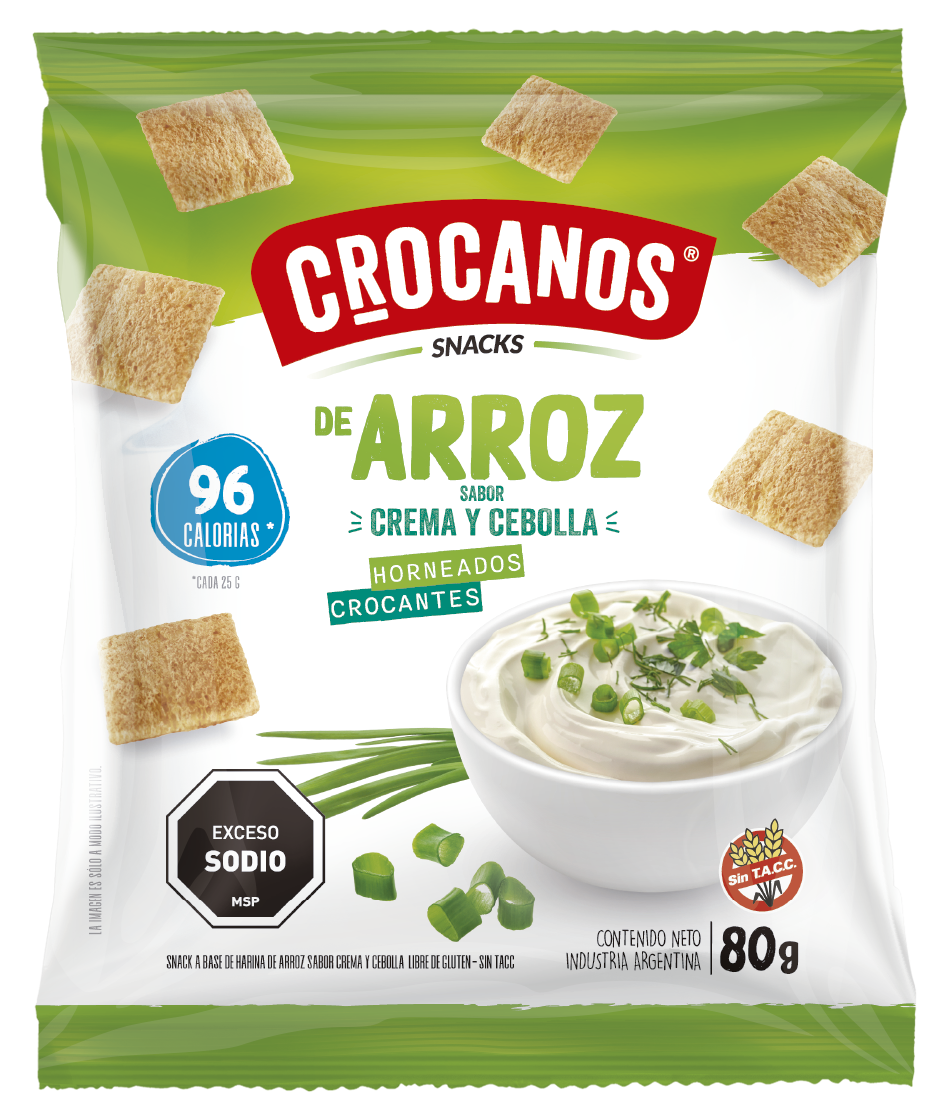 CROCANOS®
SNACKS
DE ARROZ
SABOR
CREMA Y CEBOLLA
HORNEADOS
CROCANTES
96
CALORIAS *
*CADA 25 G
LA IMAGEN ES SÓLO A MODO ILUSTRATIVO.
EXCESO
SODIO
MSP
Sin T.A.C.C.
SNACK A BASE DE HARINA DE ARROZ SABOR CREMA Y CEBOLLA LIBRE DE GLUTEN - SIN TACC
CONTENIDO NETO
INDUSTRIA ARGENTINA
80g